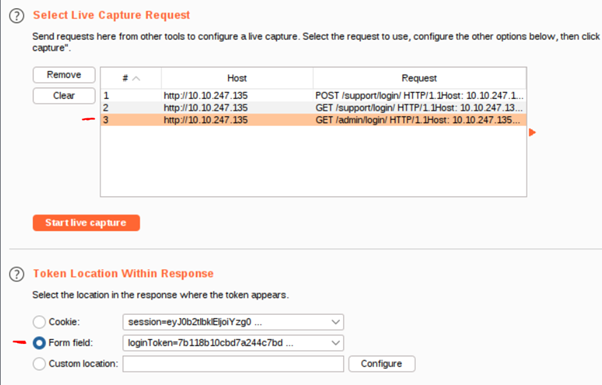 Select Live Capture Request
Send requests here from other tools to configure a live capture. Select the request to use, configure the other options below, then click
capture".
Remove
Clear
# Host Request
1 http://10.10.247.135 POST /support/login/ HTTP/1.1Host: 10.10.247.1...
2 http://10.10.247.135 GET /support/login/ HTTP/1.1Host: 10.10.247.13...
3 http://10.10.247.135 GET /admin/login/ HTTP/1.1Host: 10.10.247.135...
Start live capture
Token Location Within Response
Select the location in the response where the token appears.
Cookie: session=eyJ0b2tlbklEIjoiYzg0 ...
Form field: loginToken=7b118b10cbd7a244c7bd ...
Custom location: Configure